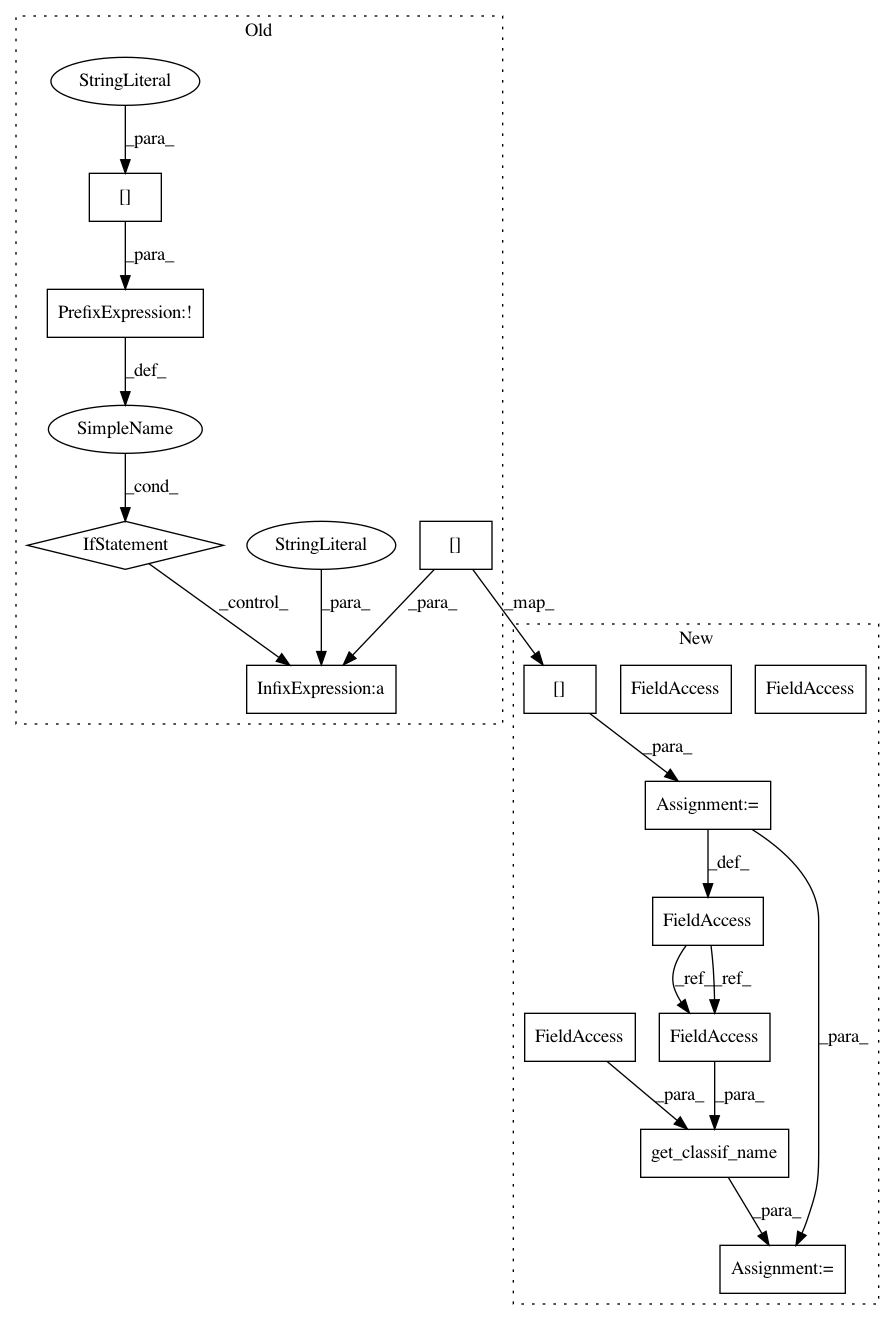 Old
StringLiteral
_para_
[]
_para_
PrefixExpression:!
_def_
SimpleName
_cond_
IfStatement
StringLiteral
[]
_control_
_para_
_para_
_map_
InfixExpression:a
New
[]
FieldAccess
FieldAccess
_para_
Assignment:=
_def_
FieldAccess
_ref_
_ref_
FieldAccess
FieldAccess
_para_
_para_
_para_
get_classif_name
_para_
Assignment:=